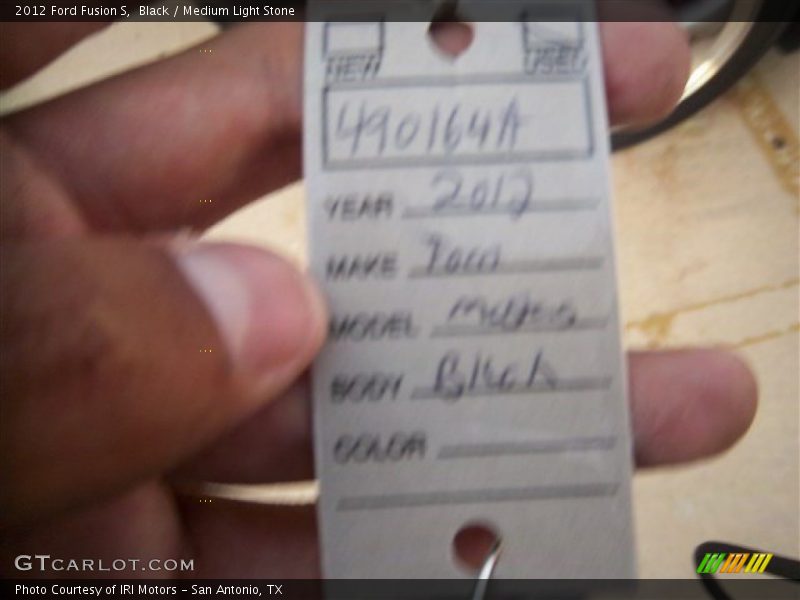 2012 Ford Fusion S, Black / Medium Light Stone
NEW USED
490164A
YEAR 2012
MAKE
MODEL
BODY Black
COLOR
GTCARLOT.COM
Photo Courtesy of IRI Motors - San Antonio, TX